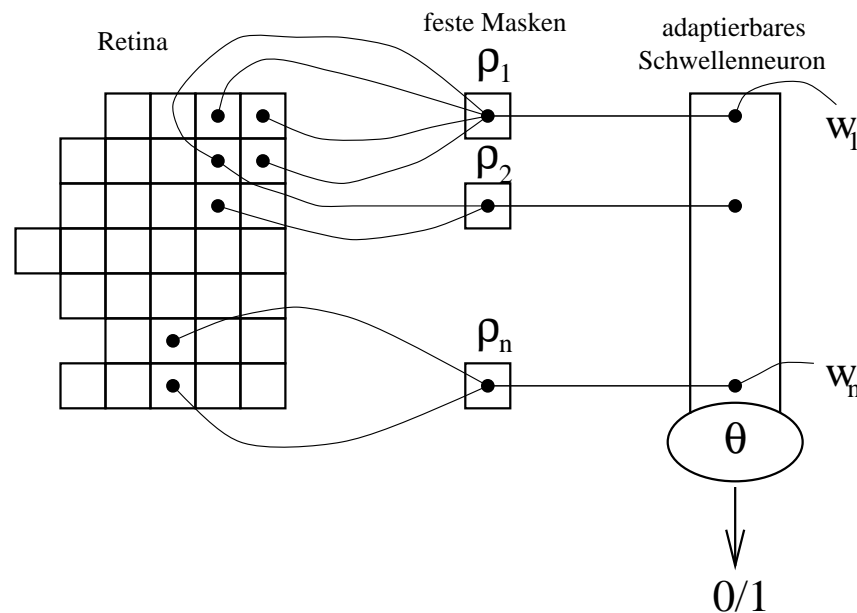 Retina
feste Masken
adaptierbares
Schwellenneuron
ρ1
w1
ρ2
ρn
wn
θ
0/1